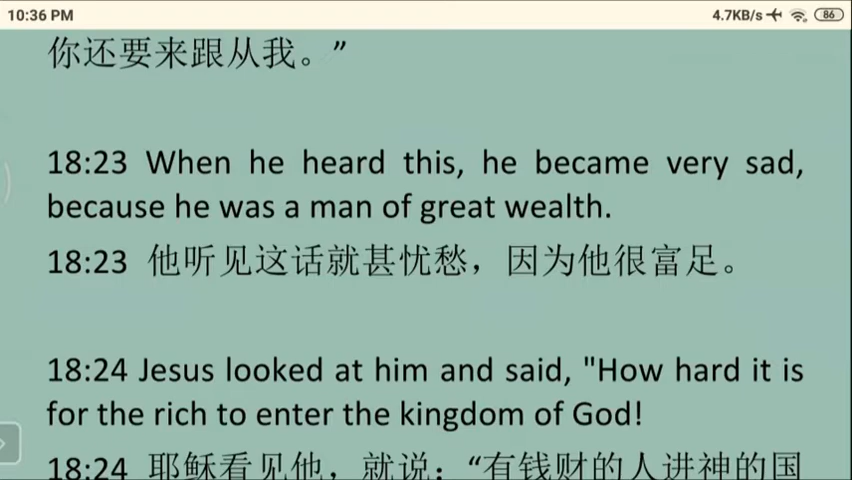 10:36 PM 4.7KB/s 86
你还要来跟从我。”
18:23 When he heard this, he became very sad,
because he was a man of great wealth.
18:23 他听见这话就甚忧愁，因为他很富足。
18:24 Jesus looked at him and said, "How hard it is
for the rich to enter the kingdom of God!
18:24 耶稣看见他，就说：“有钱财的人进神的国